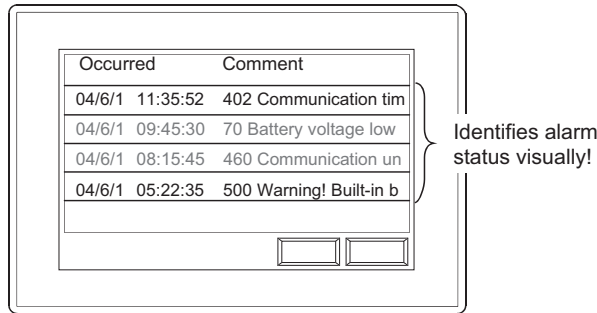 Occurred Comment
04/6/1 11:35:52 402 Communication tim
04/6/1 09:45:30 70 Battery voltage low
04/6/1 08:15:45 460 Communication un
04/6/1 05:22:35 500 Warning! Built-in b
Identifies alarm
status visually!